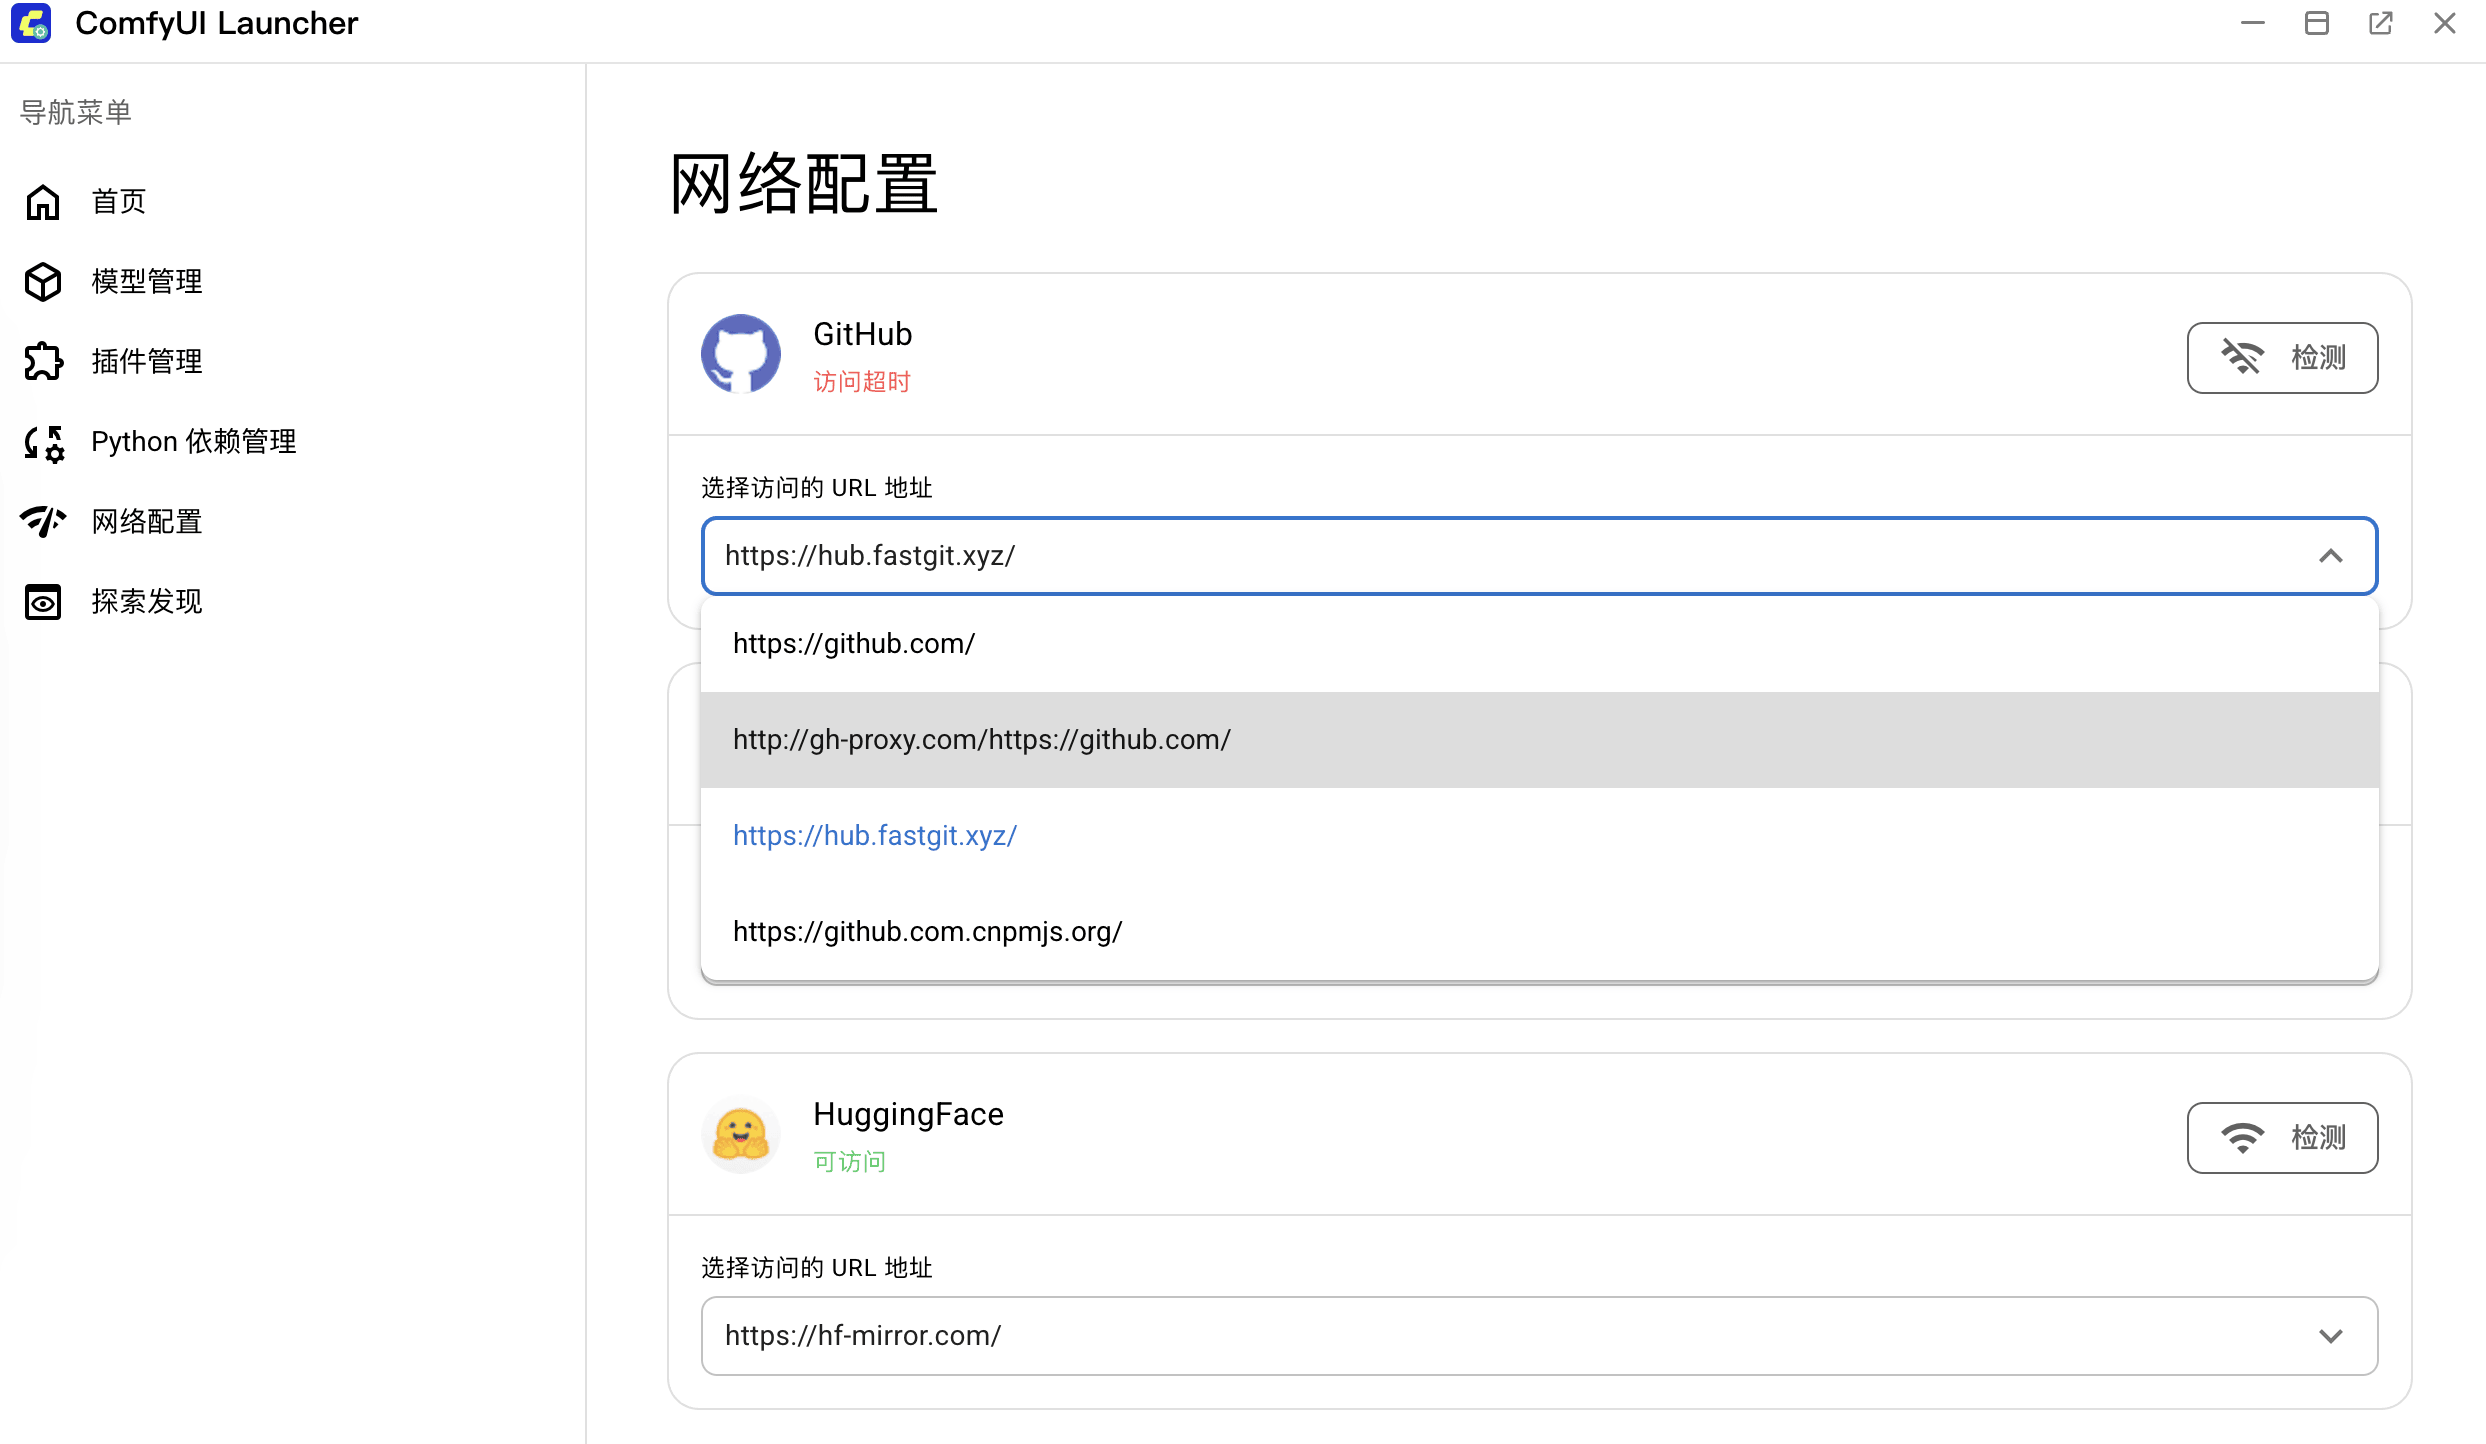 ComfyUI Launcher
导航菜单
首页
模型管理
插件管理
Python 依赖管理
网络配置
探索发现
网络配置
GitHub
访问超时
检测
选择访问的 URL 地址
https://hub.fastgit.xyz/
https://github.com/
http://gh-proxy.com/https://github.com/
https://hub.fastgit.xyz/
https://github.com.cnpmjs.org/
HuggingFace
可访问
检测
选择访问的 URL 地址
https://hf-mirror.com/